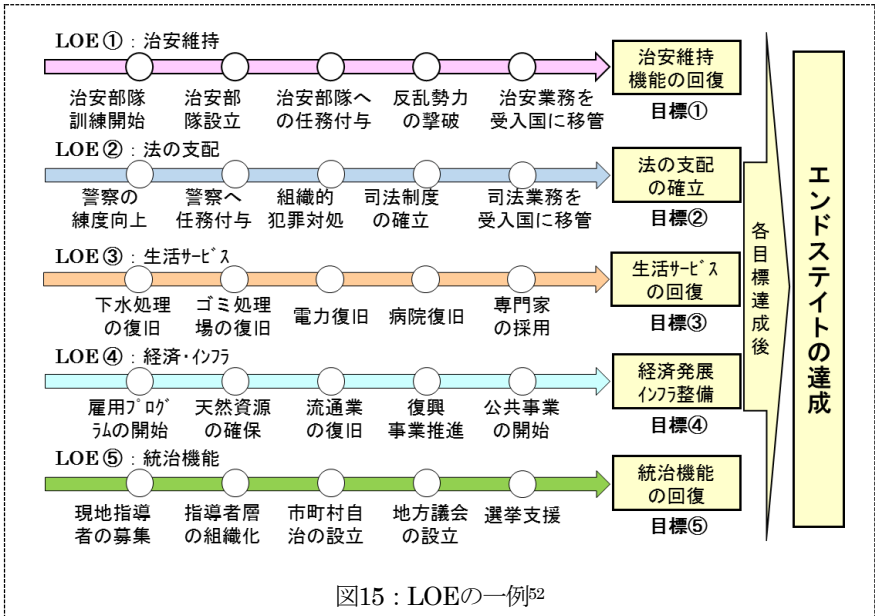 LOE①：治安維持
治安部隊
訓練開始
治安部
隊設立
治安部隊へ
の任務付与
反乱勢力
の撃破
治安業務を
受入国に移管
治安維持
機能の回復
目標①
LOE②：法の支配
警察の
練度向上
警察へ
任務付与
組織的
犯罪対処
司法制度
の確立
司法業務を
受入国に移管
法の支配
の確立
目標②
LOE③：生活ｻｰﾋﾞｽ
下水処理
の復旧
ゴミ処理
場の復旧
電力復旧
病院復旧
専門家
の採用
生活ｻｰﾋﾞｽ
の回復
目標③
LOE④：経済・ｲﾝﾌﾗ
雇用ﾌﾟﾛｸﾞ
ﾗﾑの開始
天然資源
の確保
流通業
の復旧
復興
事業推進
公共事業
の開始
経済発展
ｲﾝﾌﾗ整備
目標④
LOE⑤：統治機能
現地指導
者の募集
指導者層
の組織化
市町村自
治の設立
地方議会
の設立
選挙支援
統治機能
の回復
目標⑤
各目標達成後
エンドステイトの達成
図15：LOEの一例52